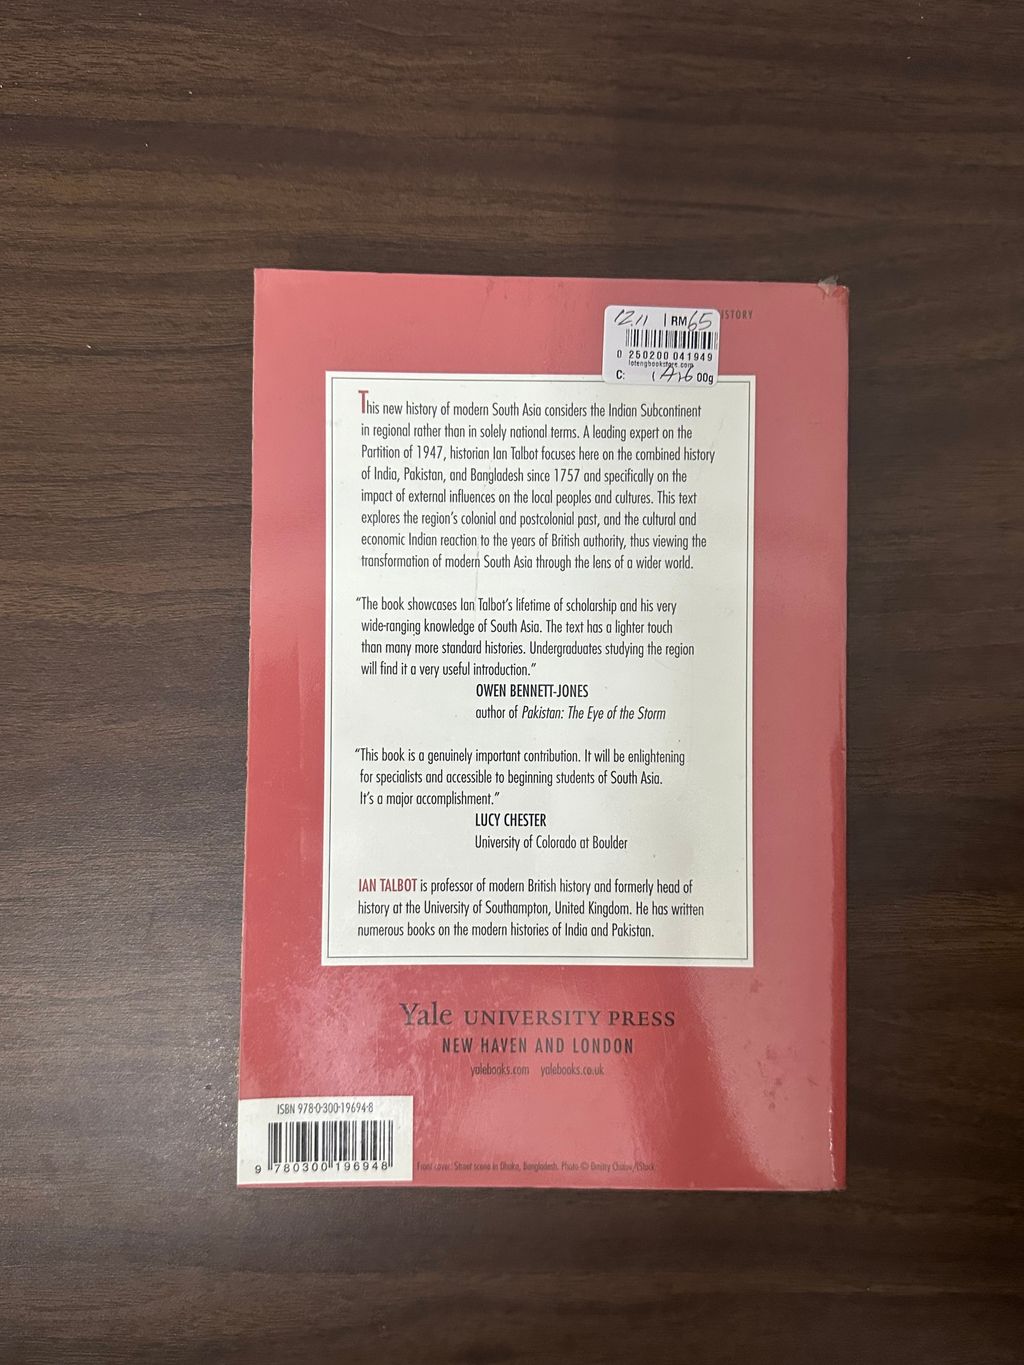 ISTORY
12.11 | RM 65
0 250200 041949
lotengbookstore.com
C: 00g
This new history of modern South Asia considers the Indian Subcontinent
in regional rather than in solely national terms. A leading expert on the
Partition of 1947, historian Ian Talbot focuses here on the combined history
of India, Pakistan, and Bangladesh since 1757 and specifically on the
impact of external influences on the local peoples and cultures. This text
explores the region's colonial and postcolonial past, and the cultural and
economic Indian reaction to the years of British authority, thus viewing the
transformation of modern South Asia through the lens of a wider world.
“The book showcases Ian Talbot's lifetime of scholarship and his very
wide-ranging knowledge of South Asia. The text has a lighter touch
than many more standard histories. Undergraduates studying the region
will find it a very useful introduction.”
OWEN BENNETT-JONES
author of Pakistan: The Eye of the Storm
“This book is a genuinely important contribution. It will be enlightening
for specialists and accessible to beginning students of South Asia.
It's a major accomplishment.”
LUCY CHESTER
University of Colorado at Boulder
IAN TALBOT is professor of modern British history and formerly head of
history at the University of Southampton, United Kingdom. He has written
numerous books on the modern histories of India and Pakistan.
Yale UNIVERSITY PRESS
NEW HAVEN AND LONDON
yalebooks.com yalebooks.co.uk
ISBN 978-0-300-19694-8
9 780300 196948
Front cover: Street scene in Dhaka, Bangladesh. Photo © Dmitry Chulov/iStock